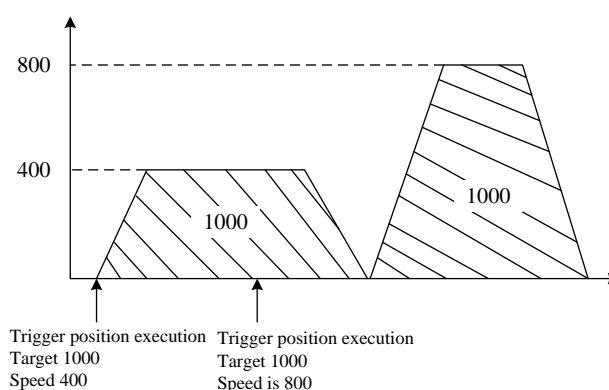 800
400
1000
1000
Trigger position execution
Target 1000
Speed 400
Trigger position execution
Target 1000
Speed is 800